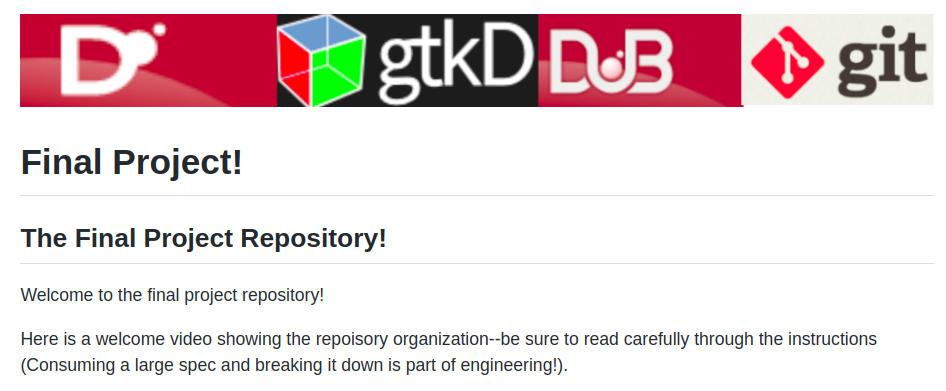 D gtkD DUB git
Final Project!
The Final Project Repository!
Welcome to the final project repository!
Here is a welcome video showing the repoisory organization--be sure to read carefully through the instructions
(Consuming a large spec and breaking it down is part of engineering!).